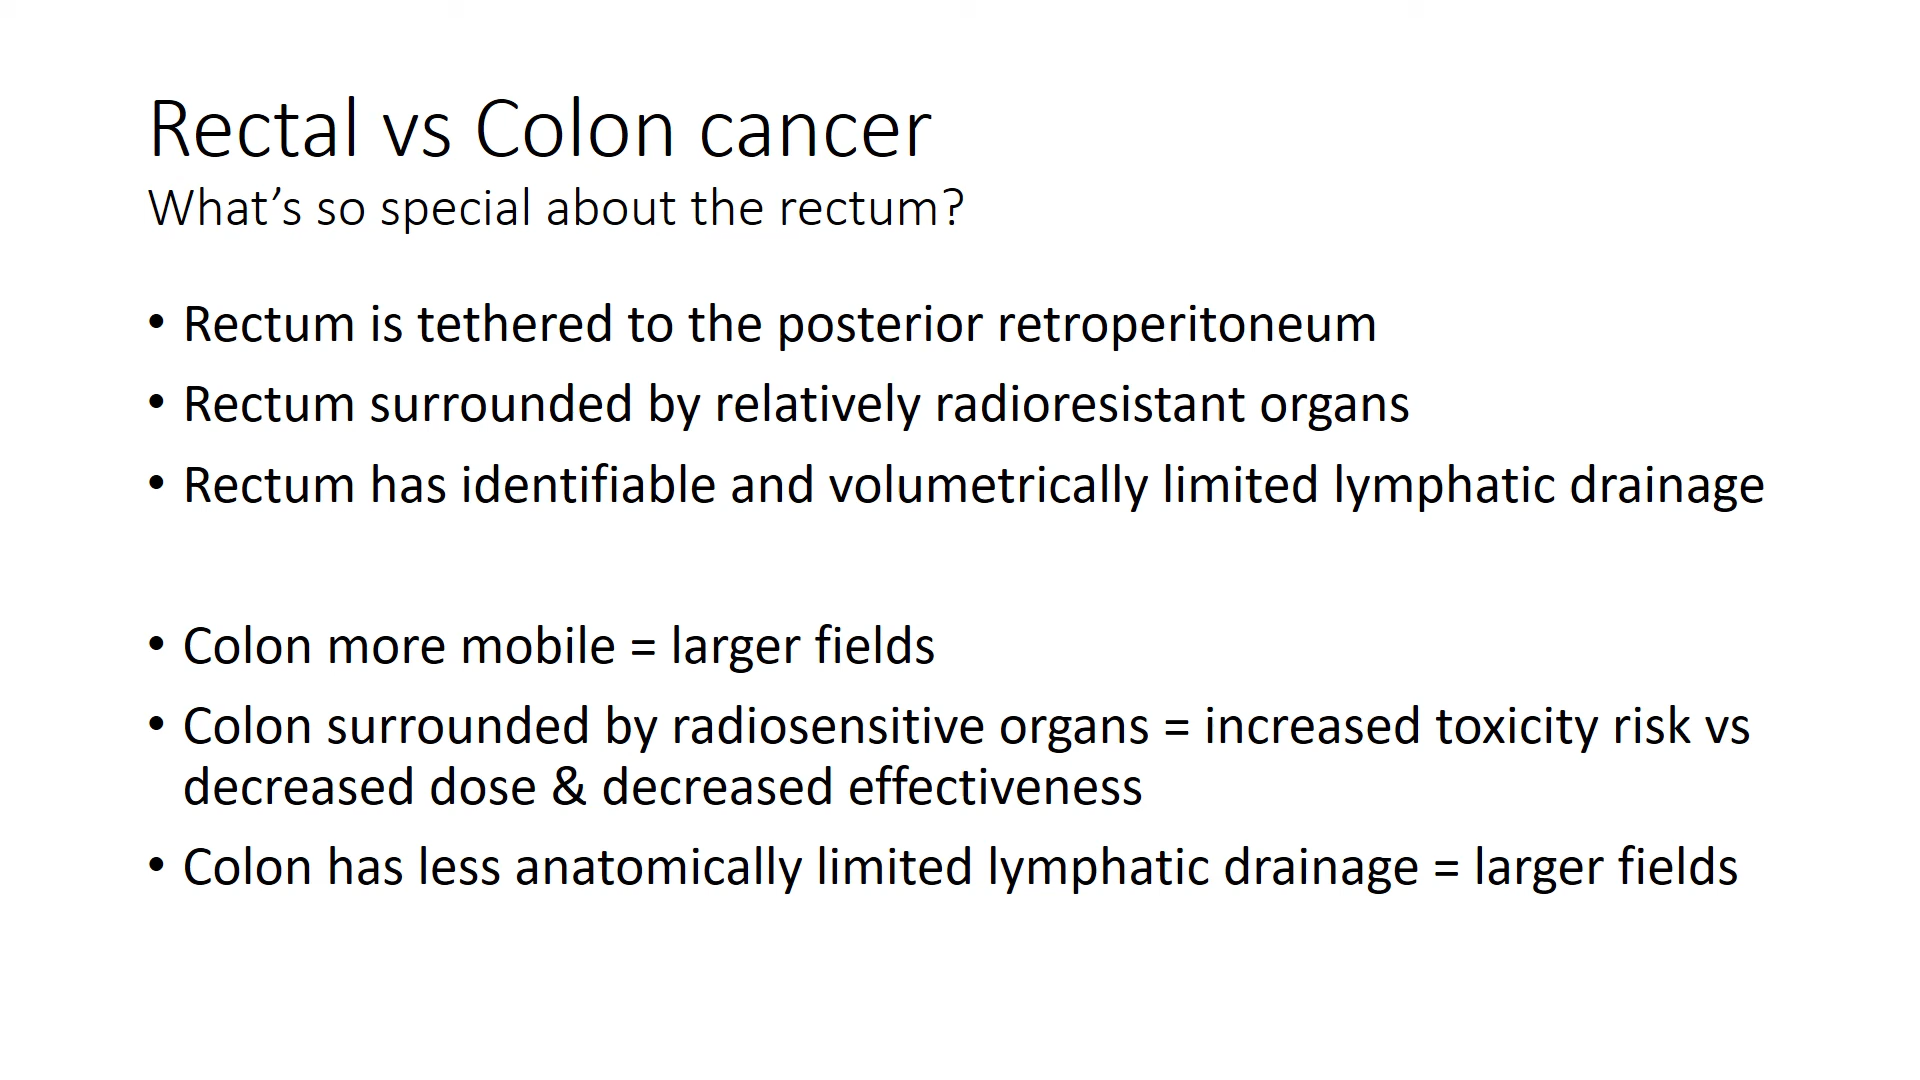 Rectal vs Colon cancer
What’s so special about the rectum?
• Rectum is tethered to the posterior retroperitoneum
• Rectum surrounded by relatively radioresistant organs
• Rectum has identifiable and volumetrically limited lymphatic drainage
• Colon more mobile = larger fields
• Colon surrounded by radiosensitive organs = increased toxicity risk vs
decreased dose & decreased effectiveness
• Colon has less anatomically limited lymphatic drainage = larger fields